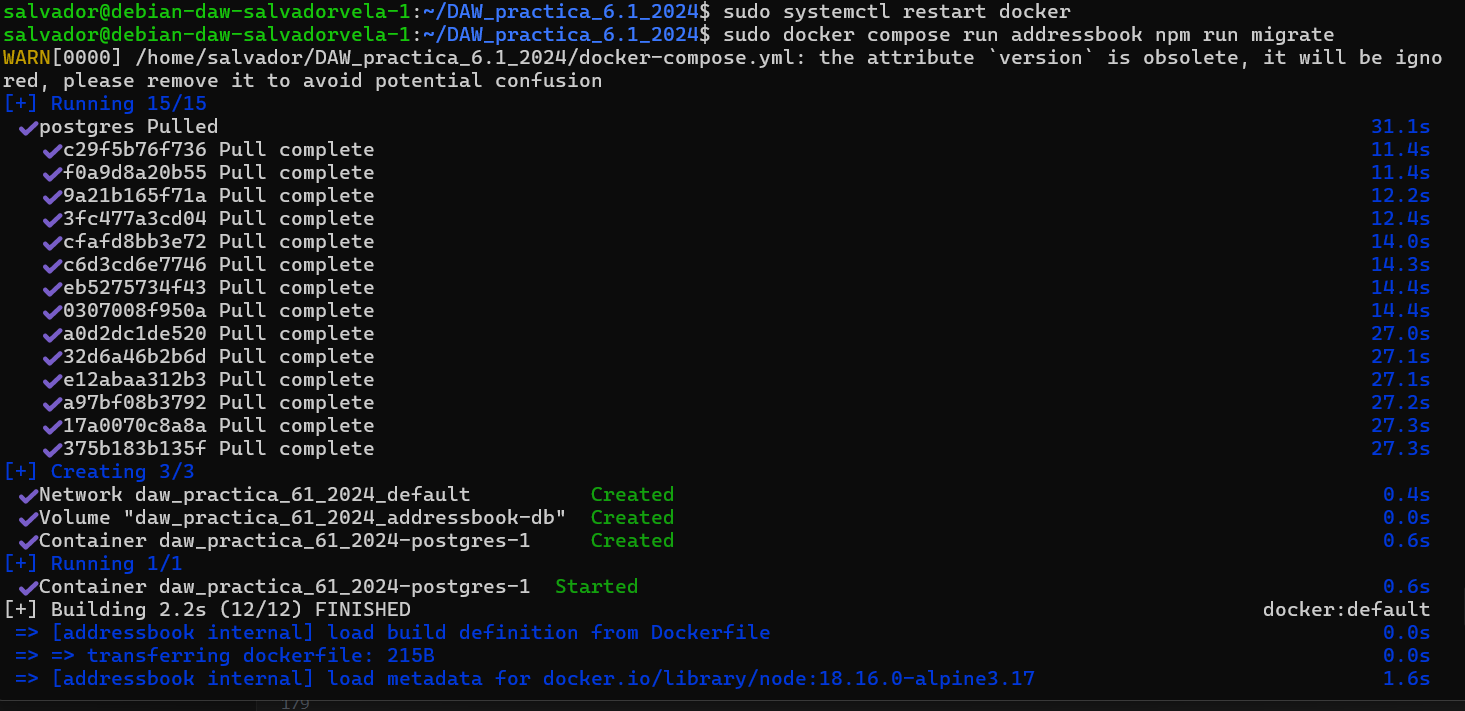 salvador@debian-daw-salvadorvela-1:~/DAW_practica_6.1_2024$ sudo systemctl restart docker
salvador@debian-daw-salvadorvela-1:~/DAW_practica_6.1_2024$ sudo docker compose run addressbook npm run migrate
WARN[0000] /home/salvador/DAW_practica_6.1_2024/docker-compose.yml: the attribute `version` is obsolete, it will be igno
red, please remove it to avoid potential confusion
[+] Running 15/15
✔postgres Pulled 31.1s
✔c29f5b76f736 Pull complete 11.4s
✔f0a9d8a20b55 Pull complete 11.4s
✔9a21b165f71a Pull complete 12.2s
✔3fc477a3cd04 Pull complete 12.4s
✔cfafd8bb3e72 Pull complete 14.0s
✔c6d3cd6e7746 Pull complete 14.3s
✔eb5275734f43 Pull complete 14.4s
✔0307008f950a Pull complete 14.4s
✔a0d2dc1de520 Pull complete 27.0s
✔32d6a46b2b6d Pull complete 27.1s
✔e12abaa312b3 Pull complete 27.1s
✔a97bf08b3792 Pull complete 27.2s
✔17a0070c8a8a Pull complete 27.3s
✔375b183b135f Pull complete 27.3s
[+] Creating 3/3
✔Network daw_practica_61_2024_default Created 0.4s
✔Volume "daw_practica_61_2024_addressbook-db" Created 0.0s
✔Container daw_practica_61_2024-postgres-1 Created 0.6s
[+] Running 1/1
✔Container daw_practica_61_2024-postgres-1 Started 0.6s
[+] Building 2.2s (12/12) FINISHED docker:default
=> [addressbook internal] load build definition from Dockerfile 0.0s
=> => transferring dockerfile: 215B 0.0s
=> [addressbook internal] load metadata for docker.io/library/node:18.16.0-alpine3.17 1.6s
179